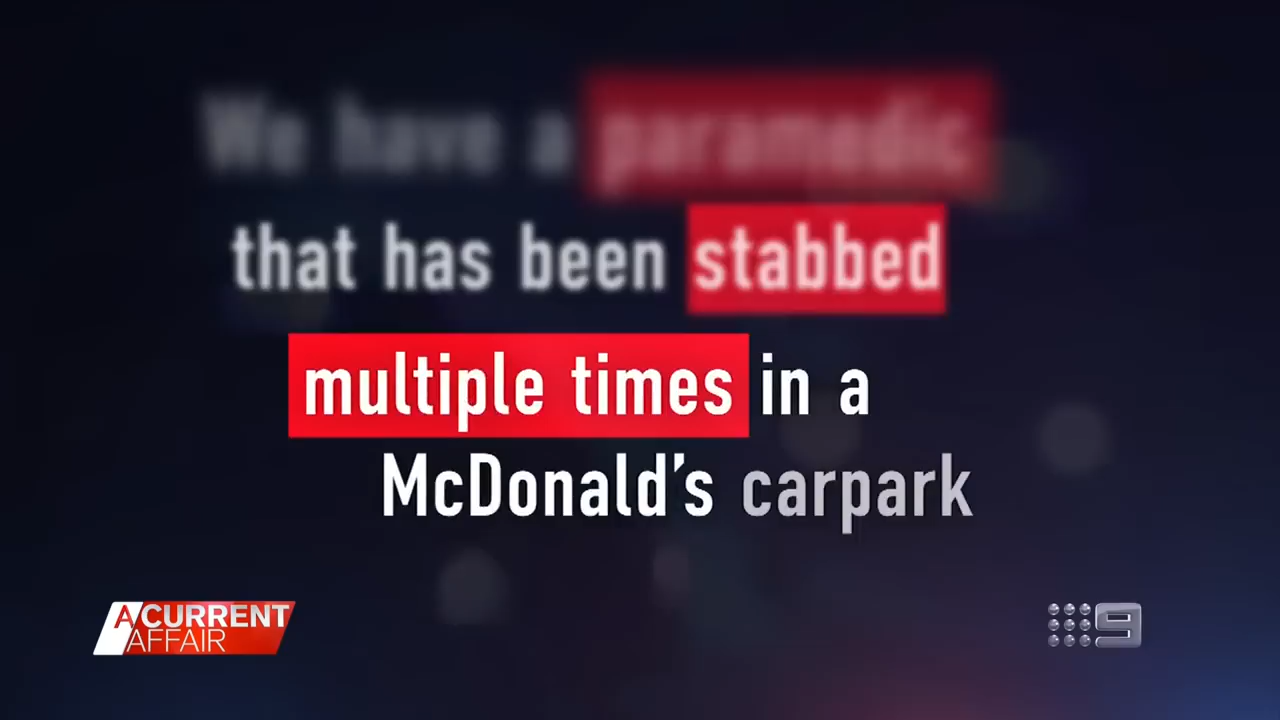 We have a paramedic
that has been stabbed
multiple times in a
McDonald's carpark
A CURRENT
AFFAIR
9